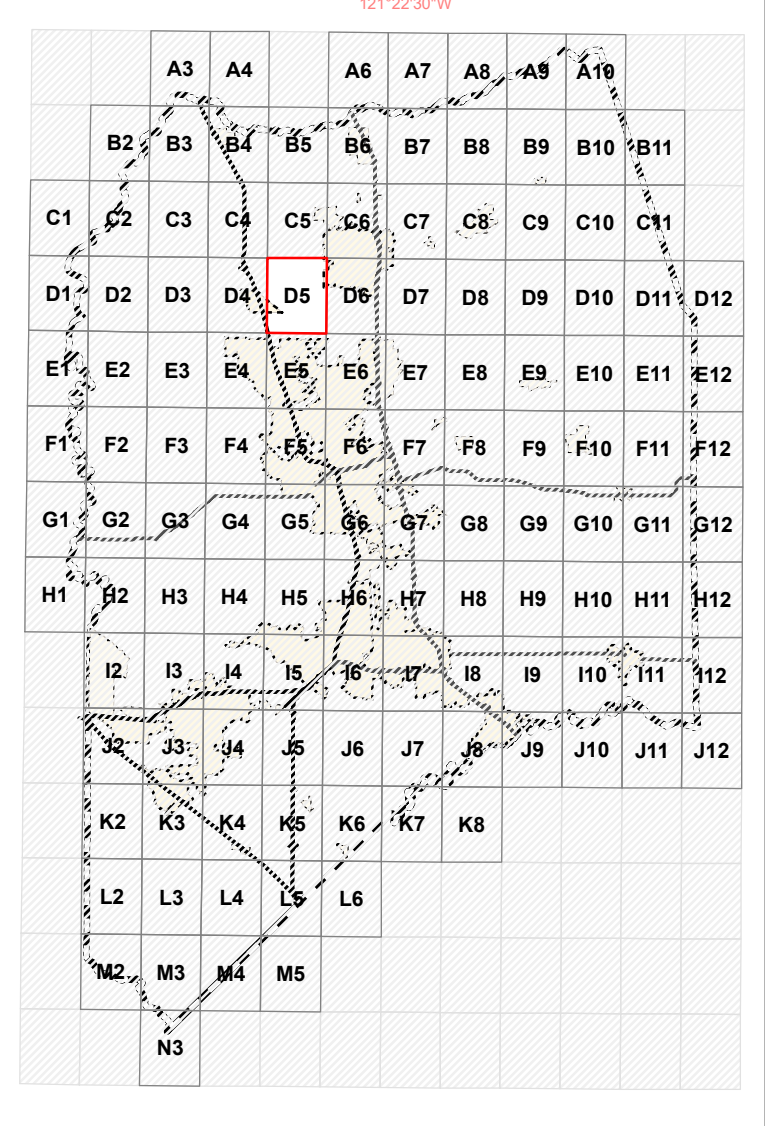 121°22'30"W
A3 A4 A6 A7 A8 A9 A10
B2 B3 B4 B5 B6 B7 B8 B9 B10 B11
C1 C2 C3 C4 C5 C6 C7 C8 C9 C10 C11
D1 D2 D3 D4 D5 D6 D7 D8 D9 D10 D11 D12
E1 E2 E3 E4 E5 E6 E7 E8 E9 E10 E11 E12
F1 F2 F3 F4 F5 F6 F7 F8 F9 F10 F11 F12
G1 G2 G3 G4 G5 G6 G7 G8 G9 G10 G11 G12
H1 H2 H3 H4 H5 H6 H7 H8 H9 H10 H11 H12
I2 I3 I4 I5 I6 I7 I8 I9 I10 I11 I12
J2 J3 J4 J5 J6 J7 J8 J9 J10 J11 J12
K2 K3 K4 K5 K6 K7 K8
L2 L3 L4 L5 L6
M2 M3 M4 M5
N3